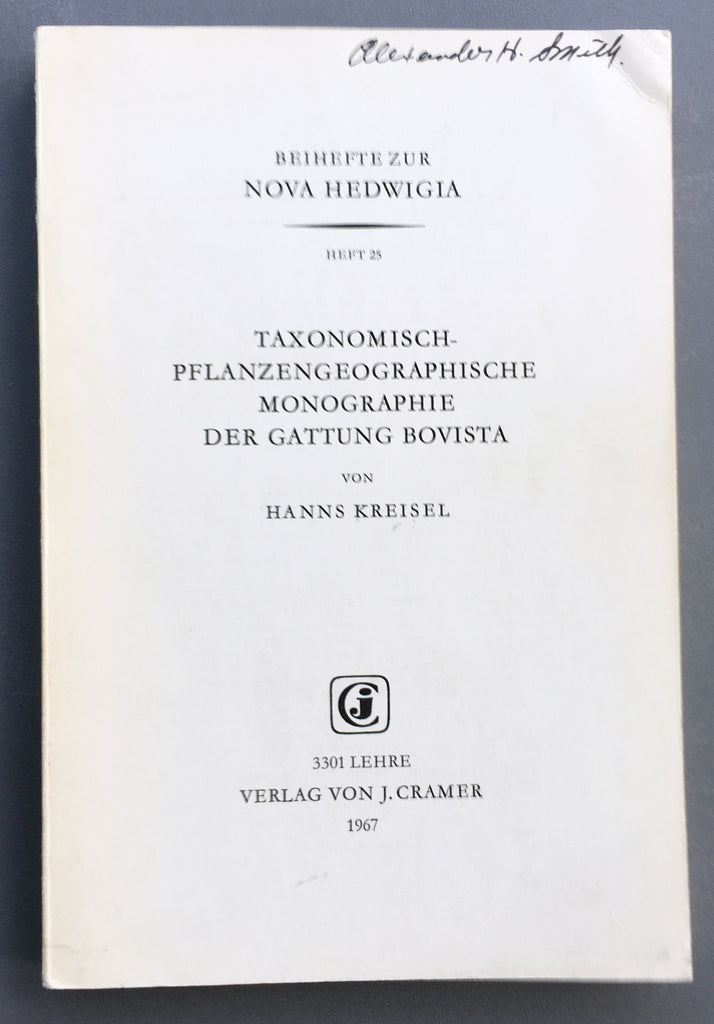 Alexander H. Smith.
BEIHEFTE ZUR
NOVA HEDWIGIA
HEFT 25
TAXONOMISCH-
PFLANZENGEOGRAPHISCHE
MONOGRAPHIE
DER GATTUNG BOVISTA
VON
HANNS KREISEL
jC
3301 LEHRE
VERLAG VON J. CRAMER
1967